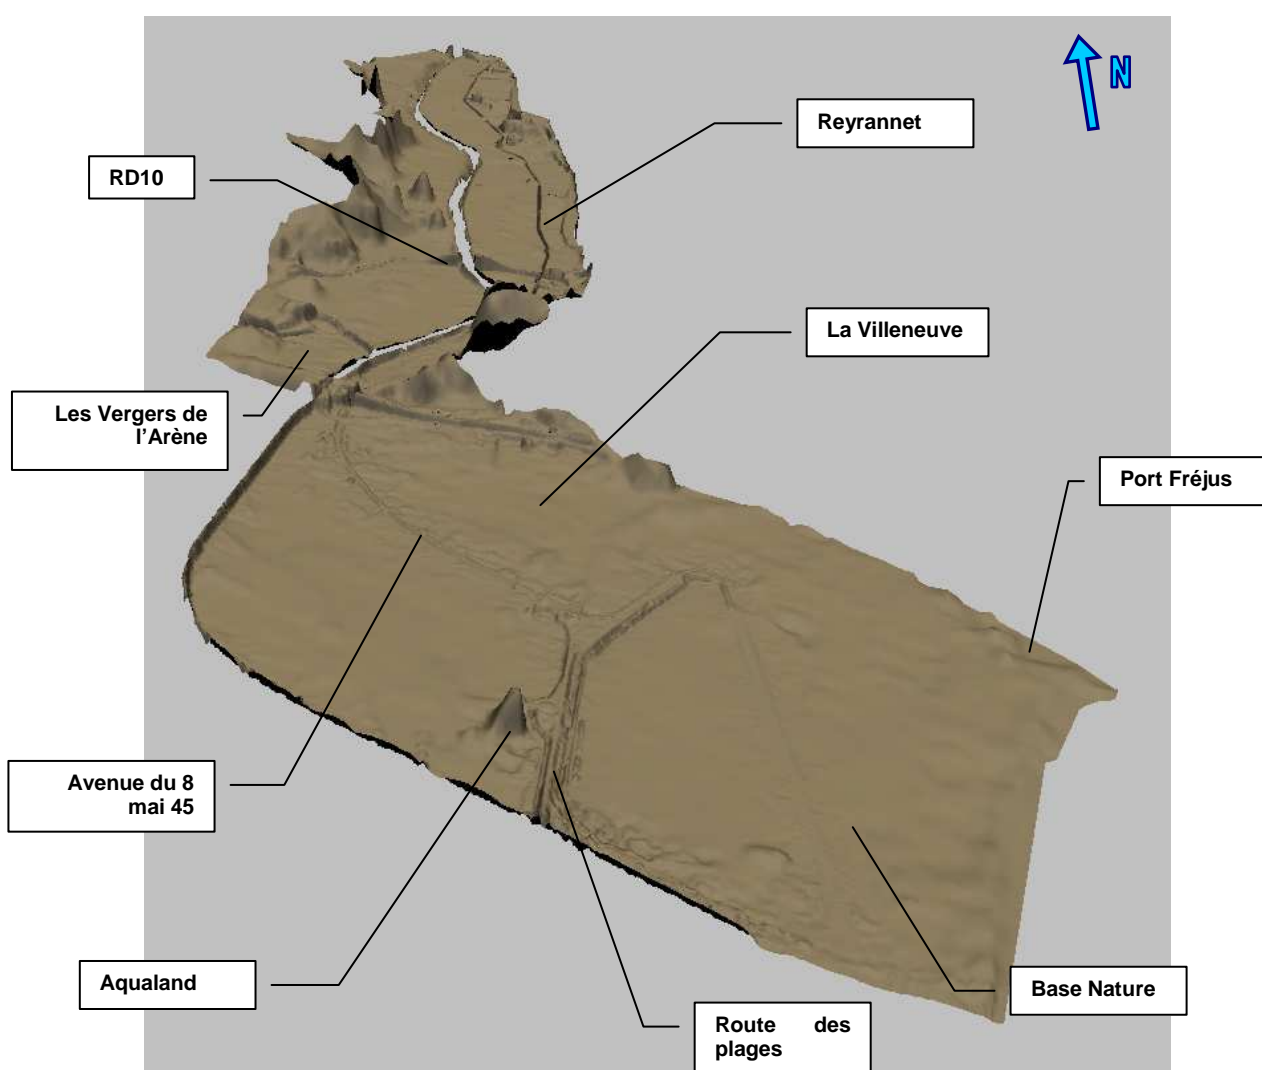 N
Reyrannet
RD10
La Villeneuve
Les Vergers de
l'Arène
Port Fréjus
Avenue du 8
mai 45
Aqualand
Base Nature
Route des
plages